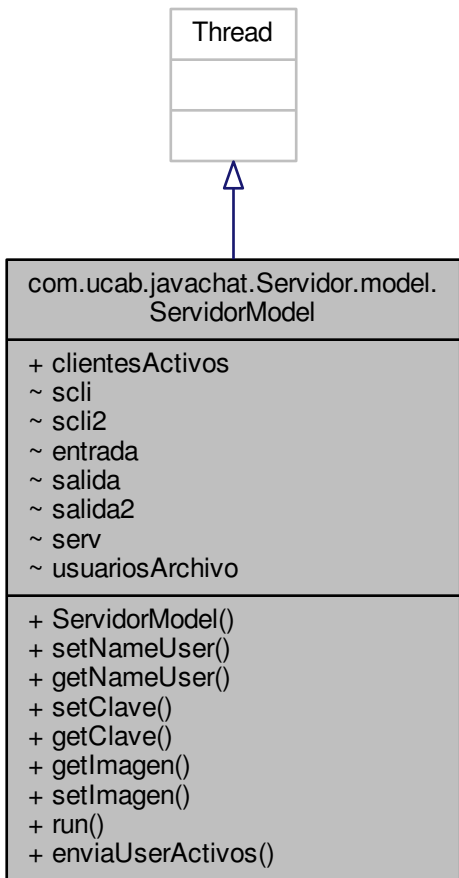 Thread
com.ucab.javachat.Servidor.model.
ServidorModel
+ clientesActivos
~ scli
~ scli2
~ entrada
~ salida
~ salida2
~ serv
~ usuariosArchivo
+ ServidorModel()
+ setNameUser()
+ getNameUser()
+ setClave()
+ getClave()
+ getImagen()
+ setImagen()
+ run()
+ enviaUserActivos()